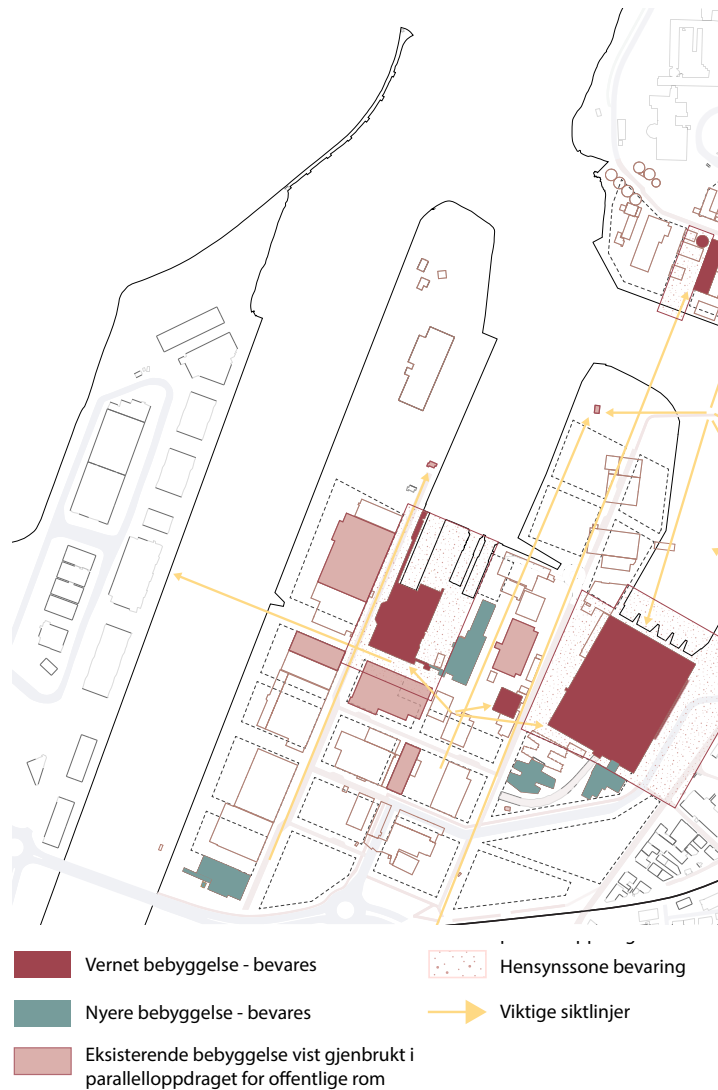 Vernet bebyggelse - bevares
Nyere bebyggelse - bevares
Eksisterende bebyggelse vist gjenbrukt i
parallelloppdraget for offentlige rom
Hensynssone bevaring
Viktige siktlinjer